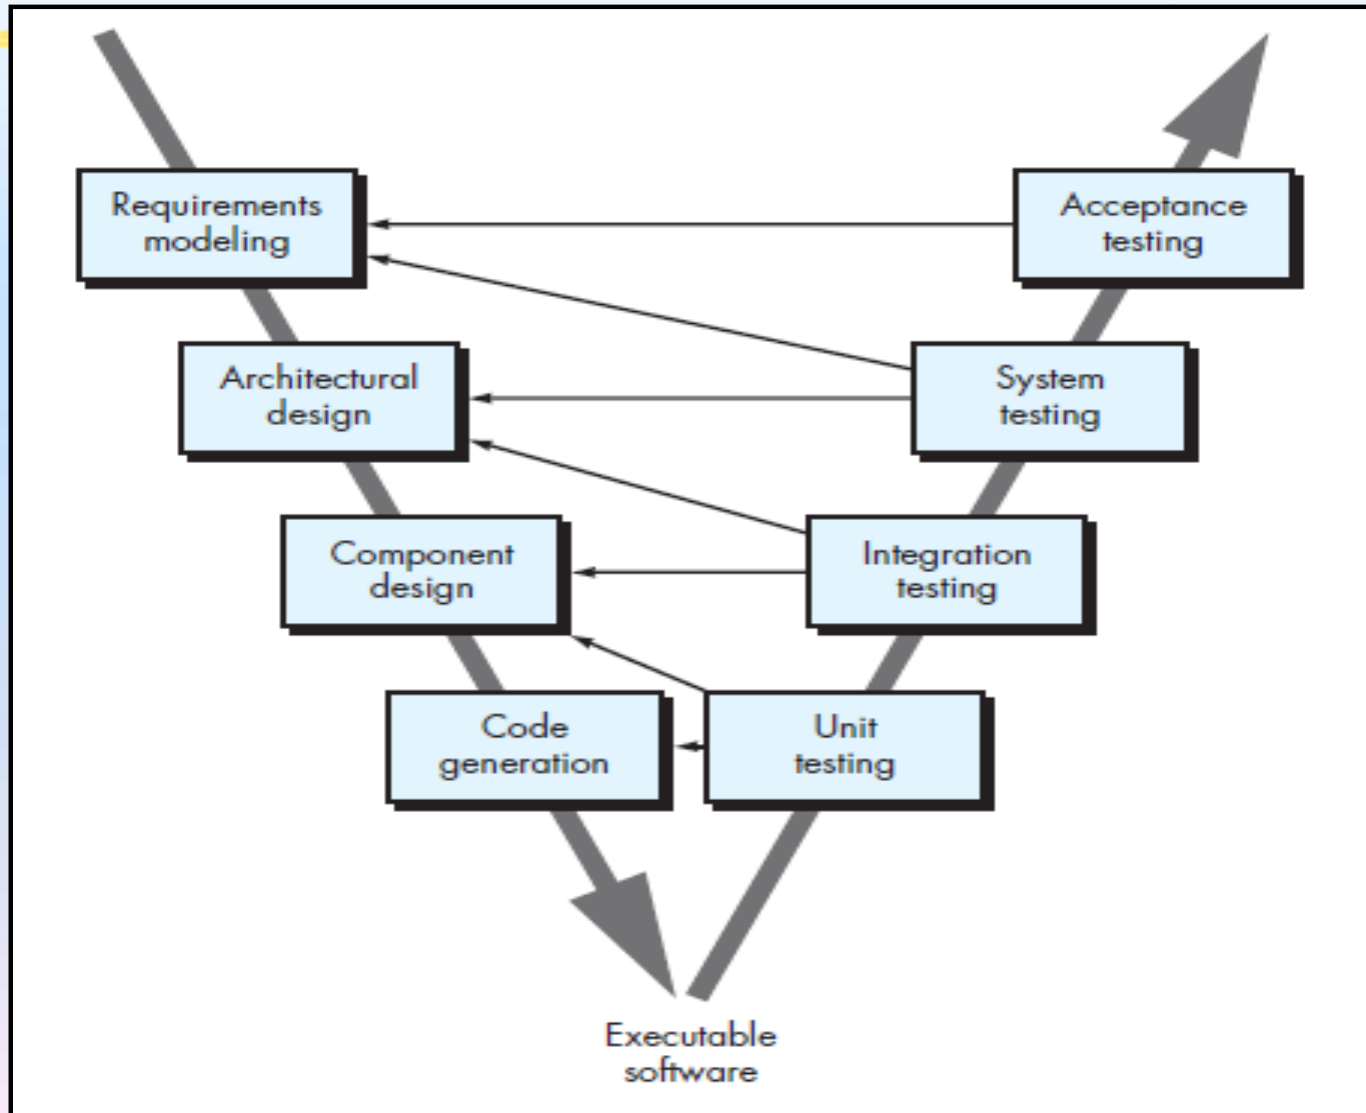 Requirements
modeling
Acceptance
testing
Architectural
design
System
testing
Component
design
Integration
testing
Code
generation
Unit
testing
Executable
software